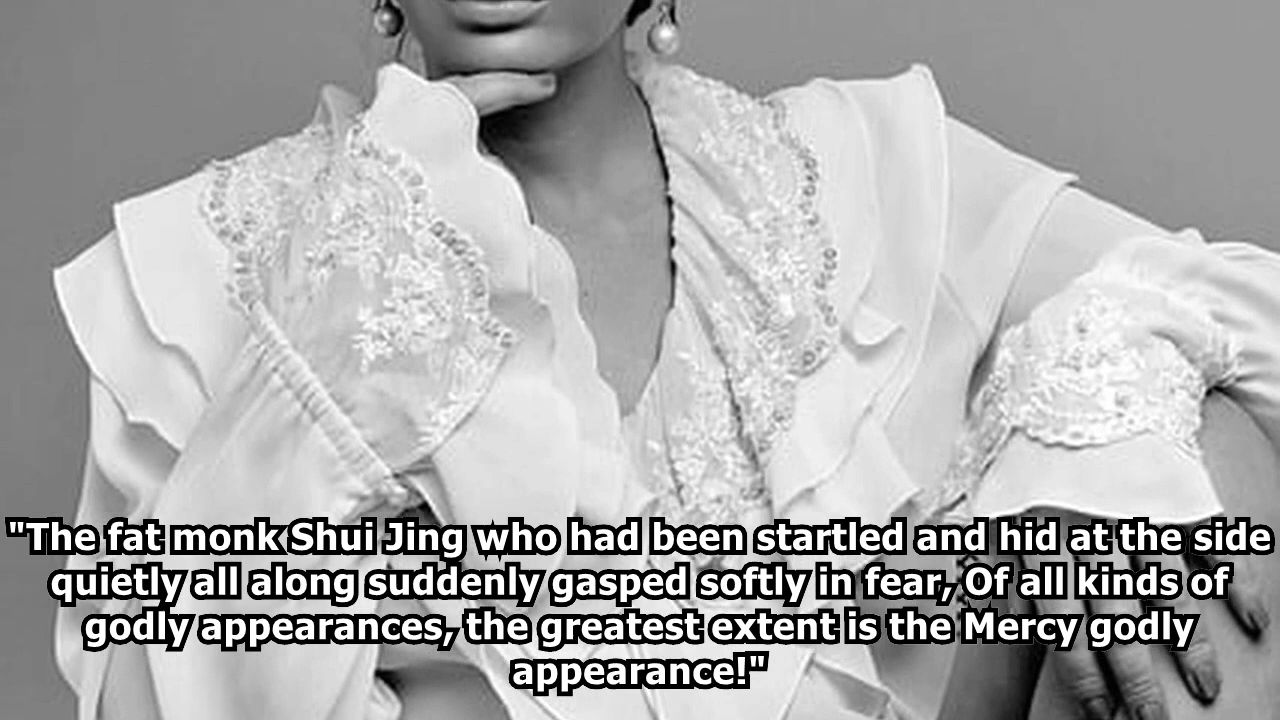 "The fat monk Shui Jing who had been startled and hid at the side
quietly all along suddenly gasped softly in fear, Of all kinds of
godly appearances, the greatest extent is the Mercy godly
appearance!"